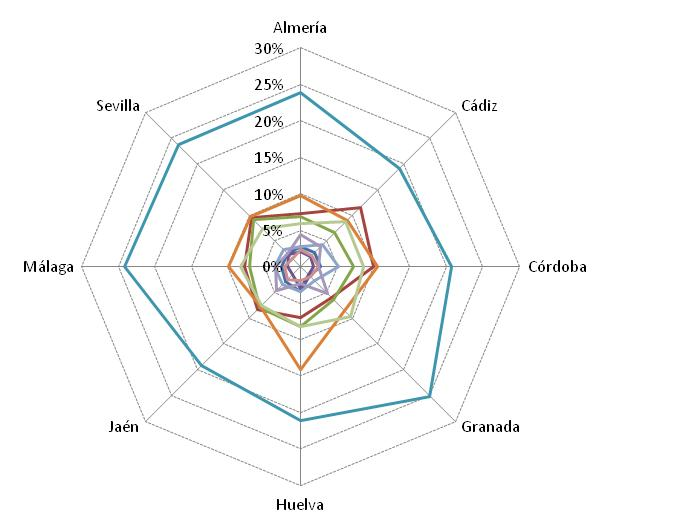 Almería
30%
25%
20%
15%
10%
5%
0%
Sevilla
Cádiz
Málaga
Córdoba
Jaén
Granada
Huelva